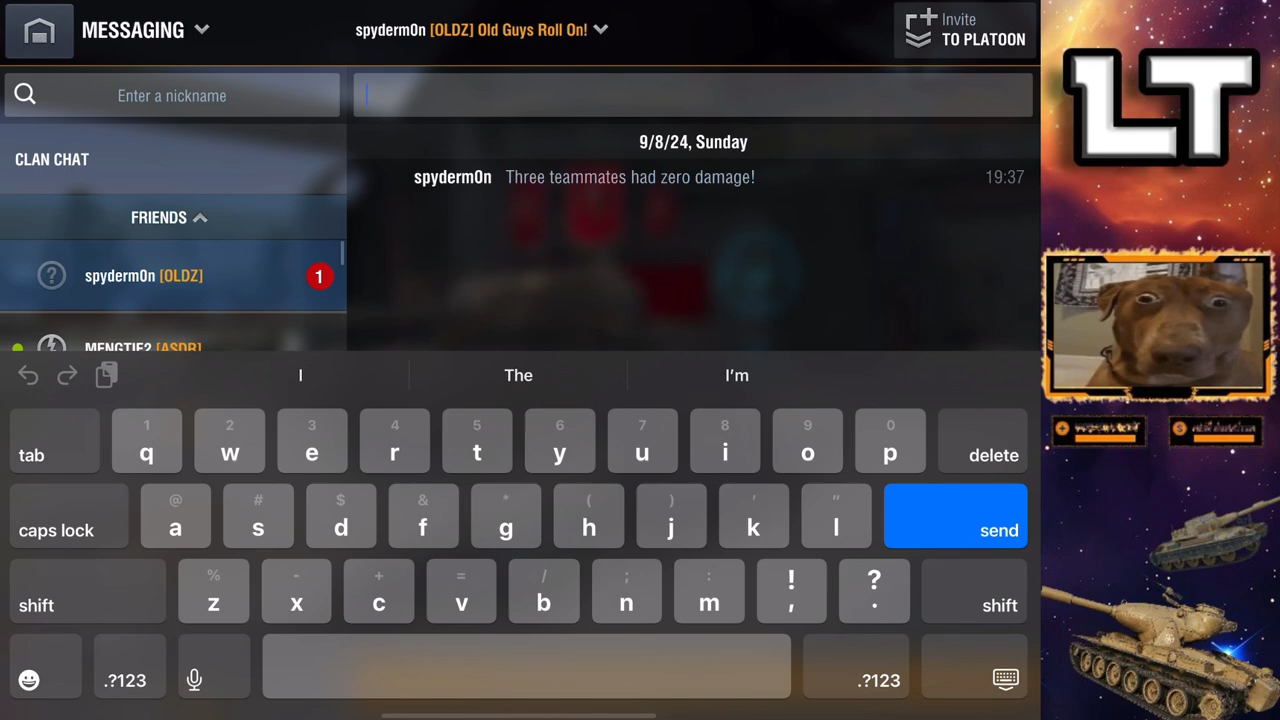 MESSAGING
spyderm0n [OLDZ] Old Guys Roll On!
Invite
TO PLATOON
Enter a nickname
CLAN CHAT
FRIENDS
spyderm0n [OLDZ]
1
MENGTIE2 [ASDB]
9/8/24, Sunday
spyderm0n Three teammates had zero damage! 19:37
LT
I The I'm
1 2 3 4 5 6 7 8 9 0
tab q w e r t y u i o p delete
@ # $ & * ( ) ' "
caps lock a s d f g h j k l send
% - + = / ; : ! ?
shift z x c v b n m , . shift
.?123 .?123